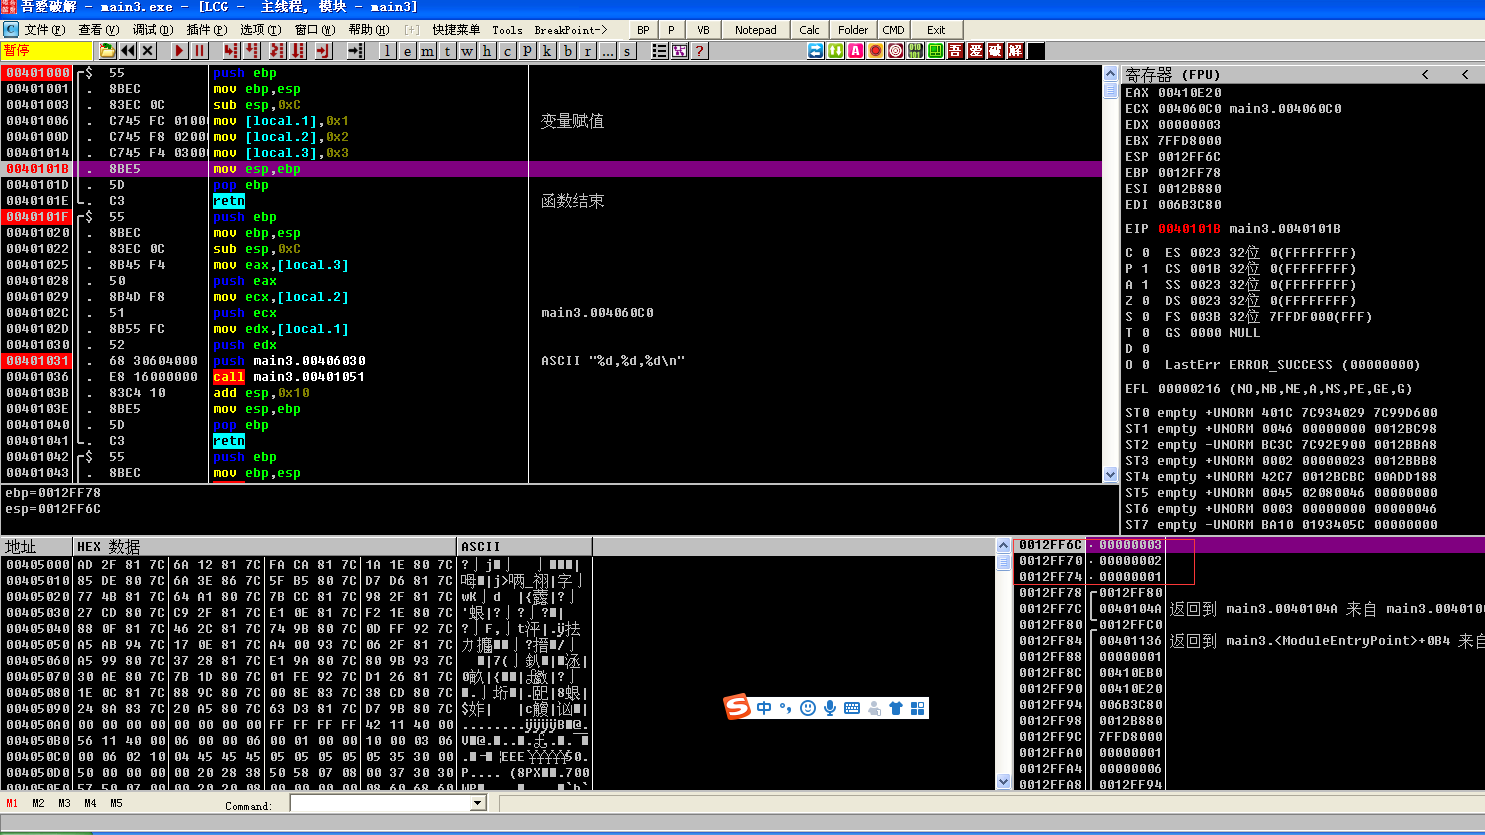 吾爱破解 - main3.exe - [LCG -  主线程, 模块 - main3]
文件(F) 查看(V) 调试(D) 插件(P) 选项(T) 窗口(W) 帮助(H) [+] 快捷菜单 Tools BreakPoint-> BP P VB Notepad Calc Folder CMD Exit
暂停 l e m t w h c P k b r ... s ? 吾 爱 破 解
00401000 $ 55 push ebp
00401001 . 8BEC mov ebp,esp
00401003 . 83EC 0C sub esp,0xC
00401006 . C745 FC 0100 mov [local.1],0x1 变量赋值
0040100D . C745 F8 0200 mov [local.2],0x2
00401014 . C745 F4 0300 mov [local.3],0x3
0040101B . 8BE5 mov esp,ebp
0040101D . 5D pop ebp
0040101E . C3 retn 函数结束
0040101F $ 55 push ebp
00401020 . 8BEC mov ebp,esp
00401022 . 83EC 0C sub esp,0xC
00401025 . 8B45 F4 mov eax,[local.3]
00401028 . 50 push eax
00401029 . 8B4D F8 mov ecx,[local.2]
0040102C . 51 push ecx main3.004060C0
0040102D . 8B55 FC mov edx,[local.1]
00401030 . 52 push edx
00401031 . 68 30604000 push main3.00406030 ASCII "%d,%d,%d\n"
00401036 . E8 16000000 call main3.00401051
0040103B . 83C4 10 add esp,0x10
0040103E . 8BE5 mov esp,ebp
00401040 . 5D pop ebp
00401041 . C3 retn
00401042 $ 55 push ebp
00401043 . 8BEC mov ebp,esp
ebp=0012FF78
esp=0012FF6C
寄存器 (FPU) < <
EAX 00410E20
ECX 004060C0 main3.004060C0
EDX 00000003
EBX 7FFD8000
ESP 0012FF6C
EBP 0012FF78
ESI 0012B880
EDI 006B3C80
EIP 0040101B main3.0040101B
C 0 ES 0023 32位 0(FFFFFFFF)
P 1 CS 001B 32位 0(FFFFFFFF)
A 1 SS 0023 32位 0(FFFFFFFF)
Z 0 DS 0023 32位 0(FFFFFFFF)
S 0 FS 003B 32位 7FFDF000(FFF)
T 0 GS 0000 NULL
D 0
O 0 LastErr ERROR_SUCCESS (00000000)
EFL 00000216 (NO,NB,NE,A,NS,PE,GE,G)
ST0 empty +UNORM 401C 7C934029 7C99D600
ST1 empty +UNORM 0046 00000000 0012BC98
ST2 empty -UNORM BC3C 7C92E900 0012BBA8
ST3 empty +UNORM 0002 00000023 0012BBB8
ST4 empty +UNORM 42C7 0012BCBC 00ADD188
ST5 empty +UNORM 0045 02080046 00000000
ST6 empty +UNORM 0003 00000000 00000046
ST7 empty -UNORM BA10 0193405C 00000000
地址 HEX 数据 ASCII
00405000 AD 2F 81 7C 6A 12 81 7C FA CA 81 7C 1A 1E 80 7C
00405010 85 DE 80 7C 6A 3E 86 7C 5F B5 80 7C D7 D6 81 7C
00405020 77 4B 81 7C 64 A1 80 7C 7B CC 81 7C 98 2F 81 7C
00405030 27 CD 80 7C C9 2F 81 7C E1 0E 81 7C F2 1E 80 7C
00405040 88 0F 81 7C 46 2C 81 7C 74 9B 80 7C 0D FF 92 7C
00405050 A5 AB 94 7C 17 0E 81 7C A4 00 93 7C 06 2F 81 7C
00405060 A5 99 80 7C 37 28 81 7C E1 9A 80 7C 80 9B 93 7C
00405070 30 AE 80 7C 7B 1D 80 7C 01 FE 92 7C D1 26 81 7C
00405080 1E 0C 81 7C 88 9C 80 7C 00 8E 83 7C 38 CD 80 7C
00405090 24 8A 83 7C 20 A5 80 7C 63 D3 81 7C D7 9B 80 7C
004050A0 00 00 00 00 00 00 00 00 FF FF FF FF 42 11 40 00
004050B0 56 11 40 00 06 00 00 06 00 01 00 00 10 00 03 06
004050C0 00 06 02 10 04 45 45 45 05 05 05 05 05 35 30 00
004050D0 50 00 00 00 00 20 28 38 50 58 07 08 00 37 30 30 P.... (8PX■■.700
0012FF6C 00000003
0012FF70 00000002
0012FF74 00000001
0012FF78 0012FF80
0012FF7C 0040104A 返回到 main3.0040104A 来自 main3.0040100
0012FF80 0012FFC0
0012FF84 00401136 返回到 main3.<ModuleEntryPoint>+0B4 来自
0012FF88 00000001
0012FF8C 00410EB0
0012FF90 00410E20
0012FF94 006B3C80
0012FF98 0012B880
0012FF9C 7FFD8000
0012FFA0 00000001
0012FFA4 00000006
0012FFA8 0012FF94
S 中
M1 M2 M3 M4 M5 Command: